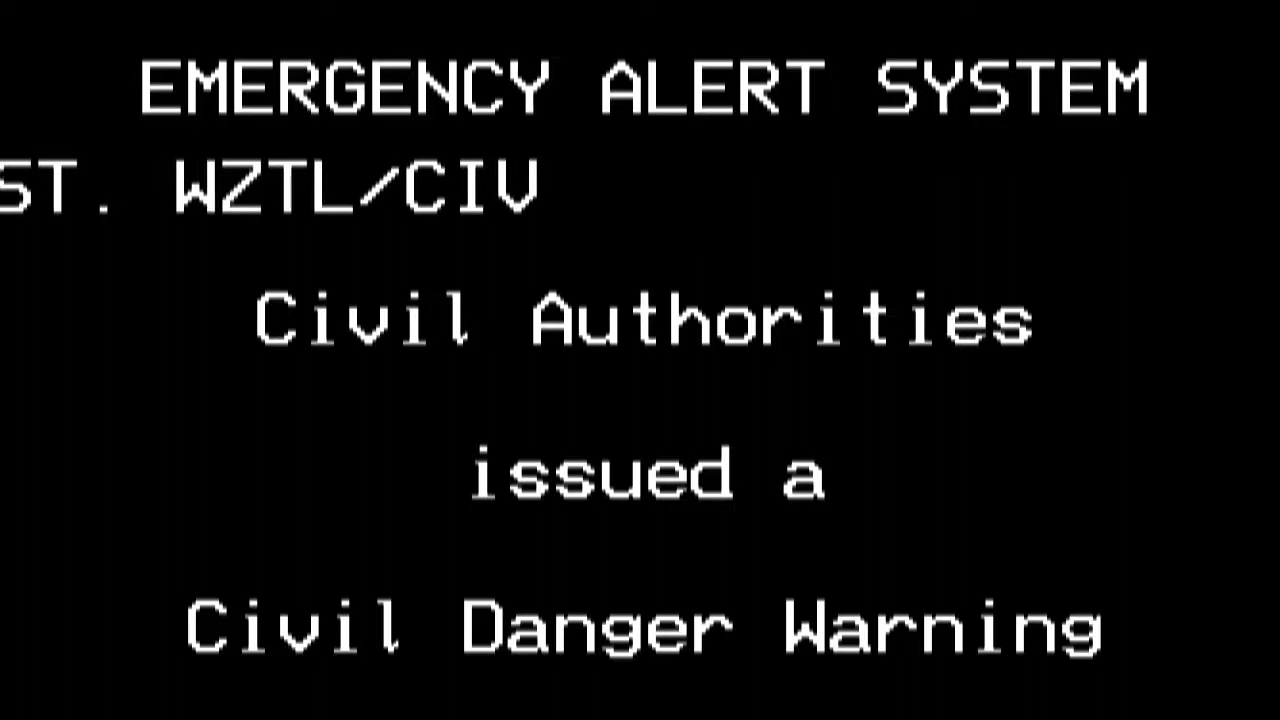 EMERGENCY ALERT SYSTEM
ST. WZTL/CIV
Civil Authorities
issued a
Civil Danger Warning